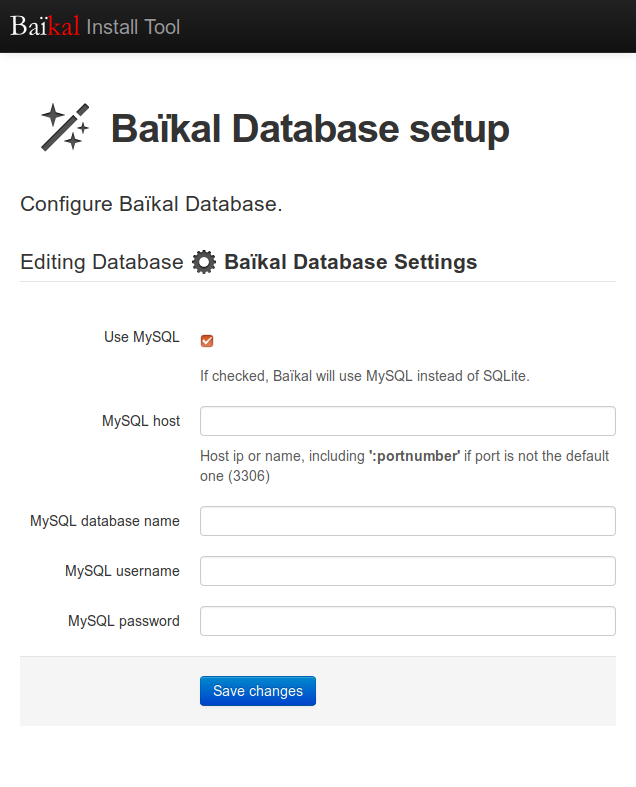 Baïkal Install Tool
Baïkal Database setup
Configure Baïkal Database.
Editing Database Baïkal Database Settings
Use MySQL
If checked, Baïkal will use MySQL instead of SQLite.
MySQL host
Host ip or name, including ':portnumber' if port is not the default
one (3306)
MySQL database name
MySQL username
MySQL password
Save changes